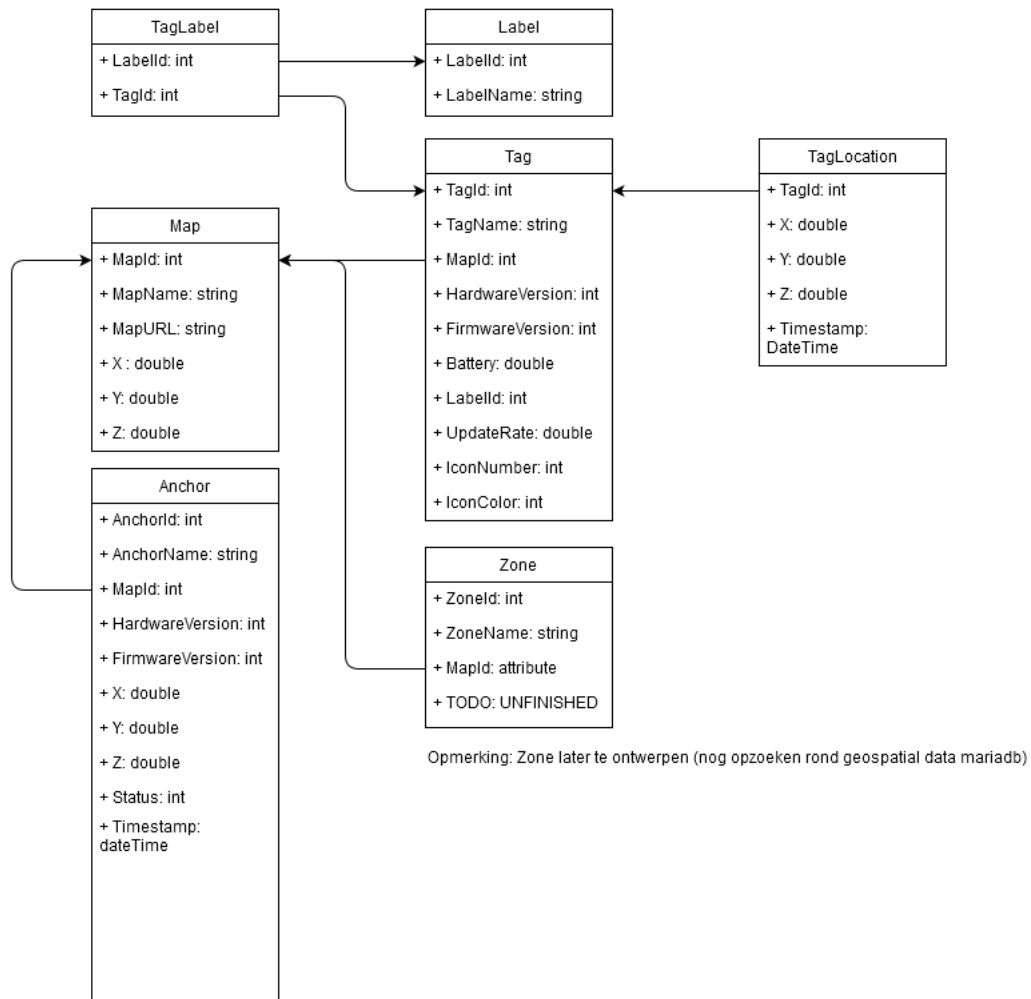 TagLabel
+ LabelId: int
+ TagId: int
Label
+ LabelId: int
+ LabelName: string
Tag
+ TagId: int
+ TagName: string
+ MapId: int
+ HardwareVersion: int
+ FirmwareVersion: int
+ Battery: double
+ LabelId: int
+ UpdateRate: double
+ IconNumber: int
+ IconColor: int
TagLocation
+ TagId: int
+ X: double
+ Y: double
+ Z: double
+ Timestamp:
DateTime
Map
+ MapId: int
+ MapName: string
+ MapURL: string
+ X : double
+ Y: double
+ Z: double
Anchor
+ AnchorId: int
+ AnchorName: string
+ MapId: int
+ HardwareVersion: int
+ FirmwareVersion: int
+ X: double
+ Y: double
+ Z: double
+ Status: int
+ Timestamp:
dateTime
Zone
+ ZoneId: int
+ ZoneName: string
+ MapId: attribute
+ TODO: UNFINISHED
Opmerking: Zone later te ontwerpen (nog opzoeken rond geospatial data mariadb)